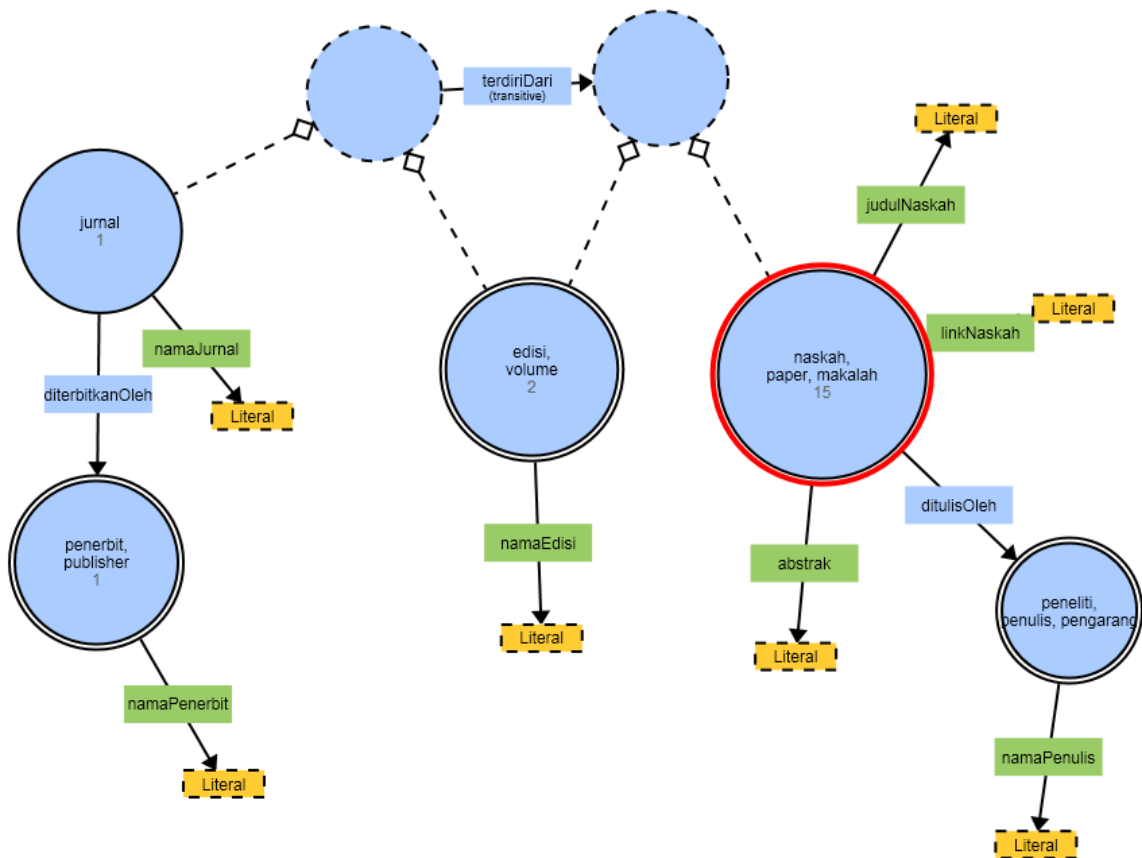 terdiriDari
(transitive)
Literal
judulNaskah
jurnal
1
linkNaskah
Literal
namaJurnal
edisi,
volume
2
naskah,
paper, makalah
15
diterbitkanOleh
Literal
ditulisOleh
penerbit,
publisher
1
namaEdisi
abstrak
peneliti,
penulis, pengarang
Literal
Literal
namaPenerbit
namaPenulis
Literal
Literal